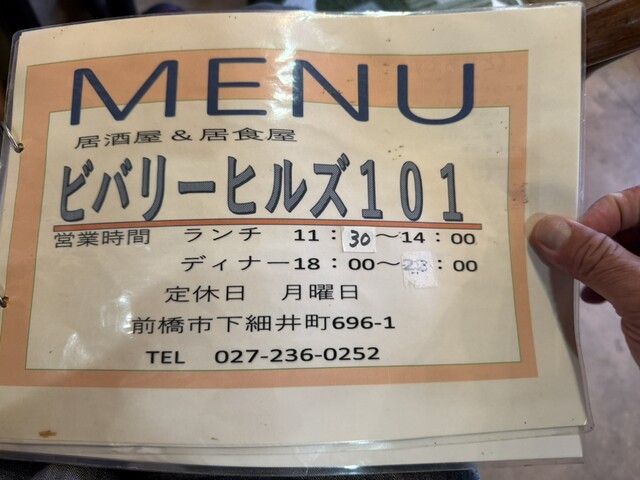 MENU
居酒屋&居食屋
ビバリーヒルズ101
営業時間 ランチ 11:30~14:00
ディナー18:00~ :00
定休日 月曜日
前橋市下細井町696-1
TEL 027-236-0252